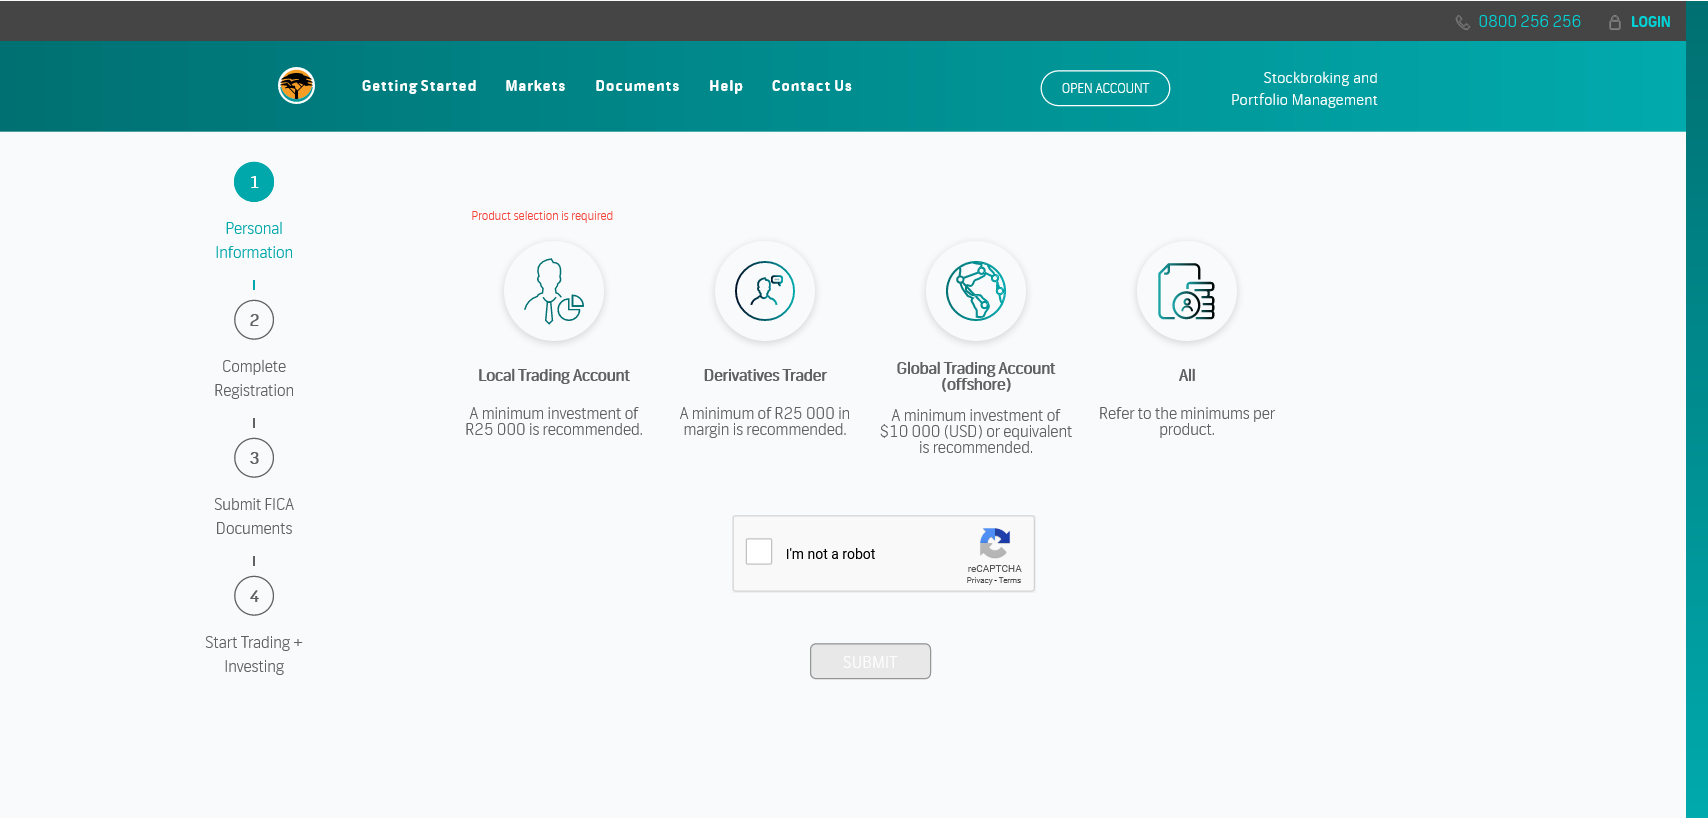 0800 256 256
LOGIN
Getting Started
Markets
Documents
Help
Contact Us
OPEN ACCOUNT
Stockbroking and
Portfolio Management
1
Personal
Information
2
Complete
Registration
3
Submit FICA
Documents
4
Start Trading +
Investing
Product selection is required
Local Trading Account
A minimum investment of
R25 000 is recommended.
Derivatives Trader
A minimum of R25 000 in
margin is recommended.
Global Trading Account
(offshore)
A minimum investment of
$10 000 (USD) or equivalent
is recommended.
All
Refer to the minimums per
product.
I'm not a robot
reCAPTCHA
Privacy - Terms
SUBMIT